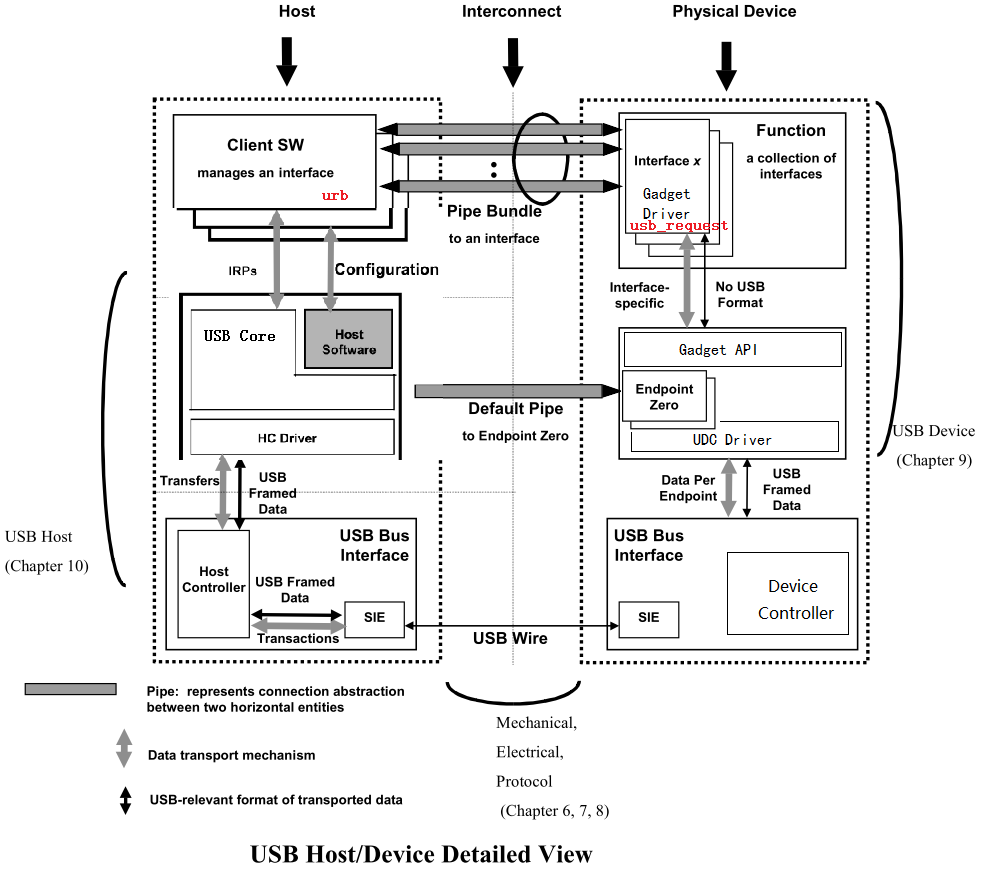 Host
Interconnect
Physical Device
Client SW
manages an interface
urb
Pipe Bundle
to an interface
Interface x
Gadget
Driver
usb_request
Function
a collection of
interfaces
IRPs
Configuration
Interface-
specific
No USB
Format
USB Core
Host
Software
HC Driver
Default Pipe
to Endpoint Zero
Gadget API
Endpoint
Zero
UDC Driver
USB Device
(Chapter 9)
Transfers
USB
Framed
Data
Data Per
Endpoint
USB
Framed
Data
USB Host
(Chapter 10)
USB Bus
Interface
Host
Controller
USB Framed
Data
Transactions
SIE
USB Wire
USB Bus
Interface
SIE
Device
Controller
Pipe: represents connection abstraction
between two horizontal entities
Data transport mechanism
USB-relevant format of transported data
Mechanical,
Electrical,
Protocol
(Chapter 6, 7, 8)
USB Host/Device Detailed View